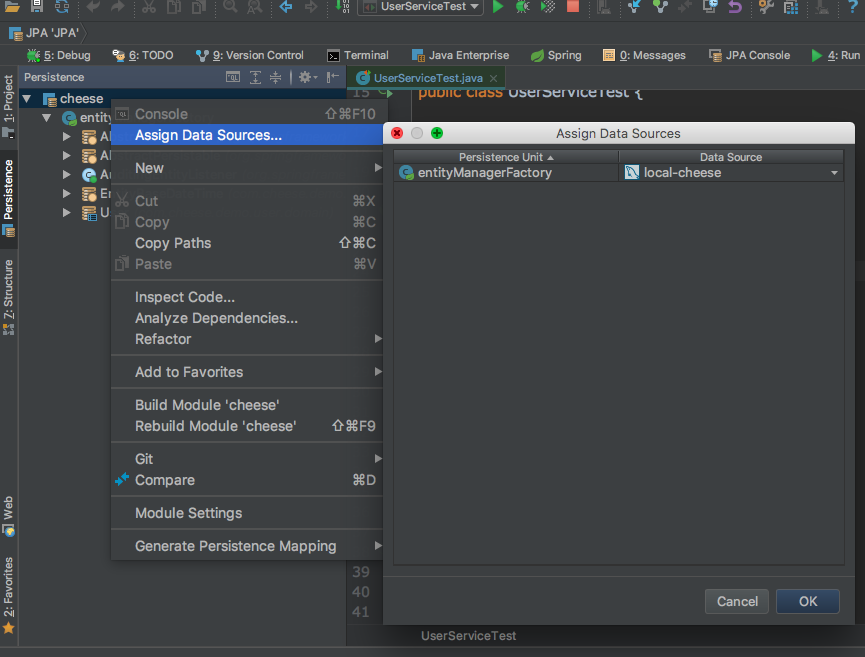 UserServiceTest
JPA 'JPA'
5: Debug
6: TODO
9: Version Control
Terminal
Java Enterprise
Spring
0: Messages
JPA Console
4: Run
1: Project
Persistence
Z: Structure
Web
2: Favorites
Persistence
cheese
entity
UserServiceTest.java
15
public class UserServiceTest {
Console ⇧⌘F10
Assign Data Sources...
New
Cut ⌘X
Copy ⌘C
Copy Paths ⇧⌘C
Paste ⌘V
Inspect Code...
Analyze Dependencies...
Refactor
Add to Favorites
Build Module 'cheese'
Rebuild Module 'cheese' ⇧⌘F9
Git
Compare ⌘D
Module Settings
Generate Persistence Mapping
Assign Data Sources
Persistence Unit
Data Source
entityManagerFactory
local-cheese
Cancel
OK
39
40
41
UserServiceTest